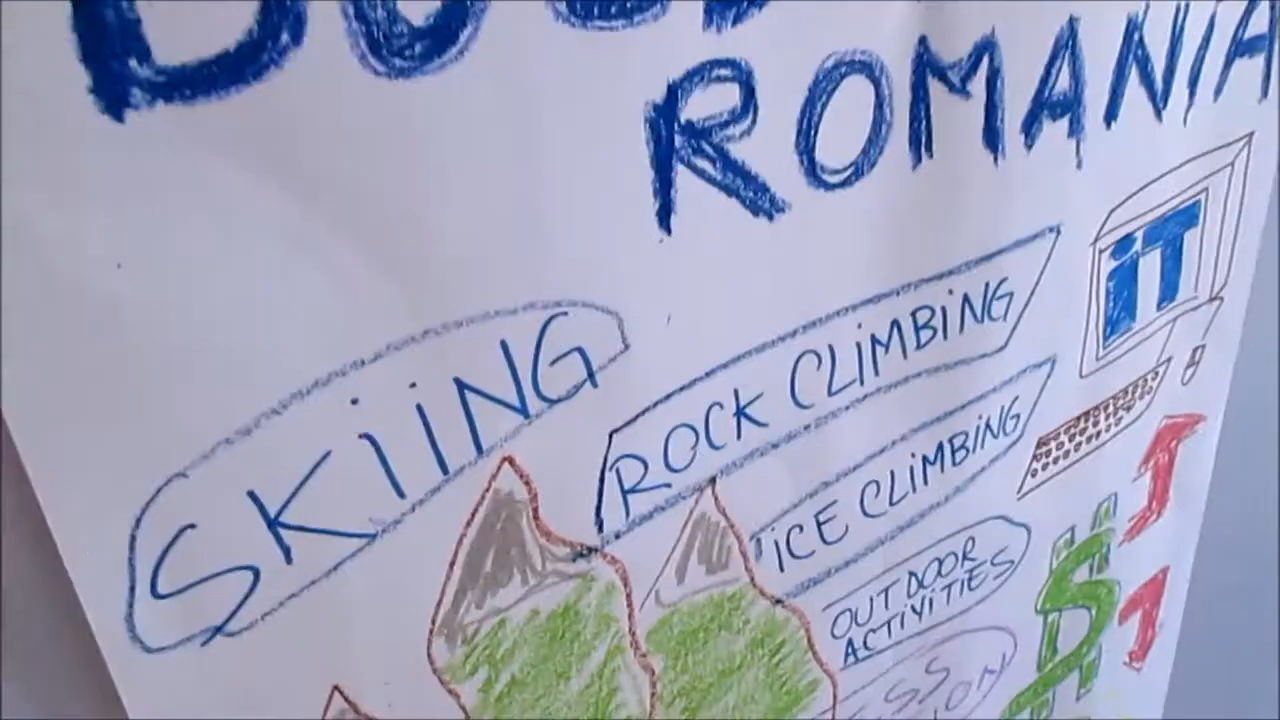 ROMANIA
iT
SKiiNG
ROCK CLiMBiNG
iCE CLiMBiNG
OUTDOOR
ACTiViTiES
$